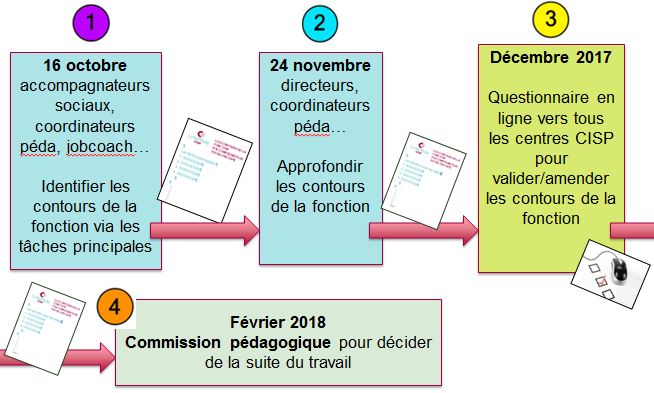 1
16 octobre
accompagnateurs
sociaux,
coordinateurs
péda, jobcoach…
Identifier les
contours de la
fonction via les
tâches principales
2
24 novembre
directeurs,
coordinateurs
péda…
Approfondir
les contours
de la fonction
3
Décembre 2017
Questionnaire en
ligne vers tous
les centres CISP
pour
valider/amender
les contours de la
fonction
4
Février 2018
Commission pédagogique pour décider
de la suite du travail